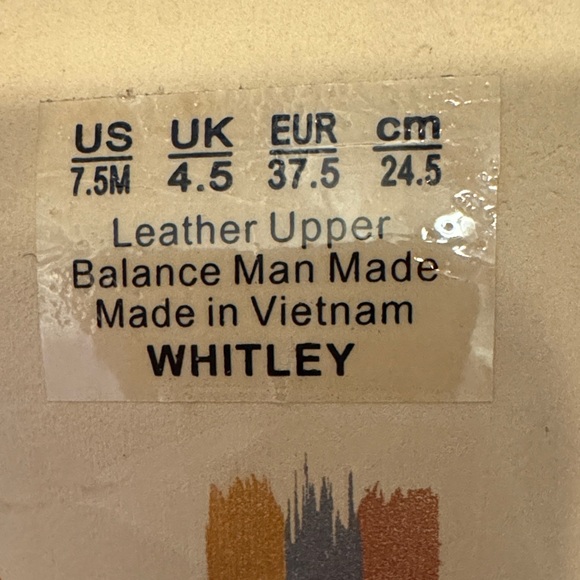 US UK EUR cm
7.5M 4.5 37.5 24.5
Leather Upper
Balance Man Made
Made in Vietnam
WHITLEY